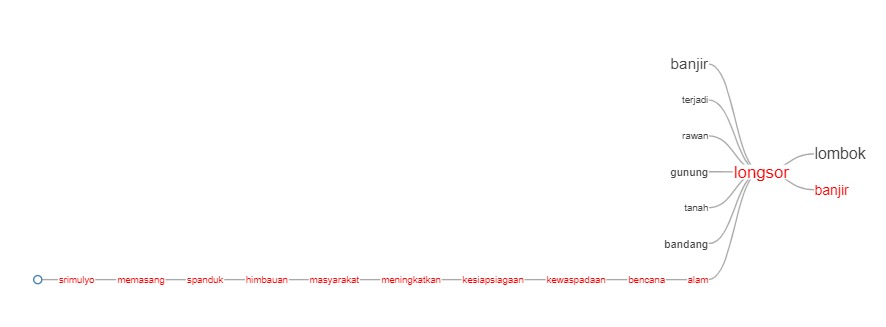 banjir
terjadi
rawan
lombok
gunung
longsor
banjir
tanah
bandang
srimulyo memasang spanduk himbauan masyarakat meningkatkan kesiapsiagaan kewaspadaan bencana alam